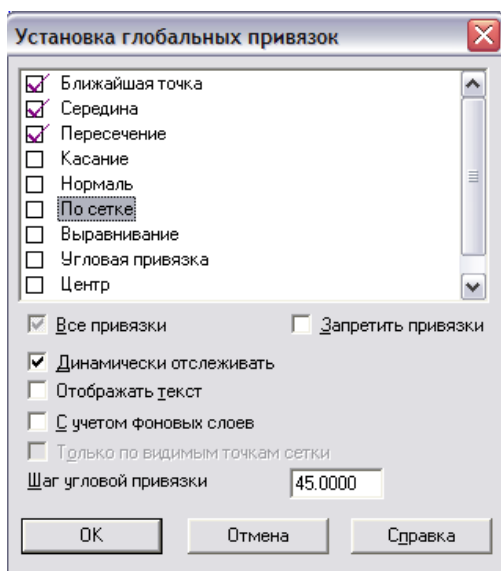 Установка глобальных привязок
Ближайшая точка
Середина
Пересечение
Касание
Нормаль
По сетке
Выравнивание
Угловая привязка
Центр
Все привязки Запретить привязки
Динамически отслеживать
Отображать текст
С учетом фоновых слоев
Только по видимым точкам сетки
Шаг угловой привязки 45.0000
OK Отмена Справка